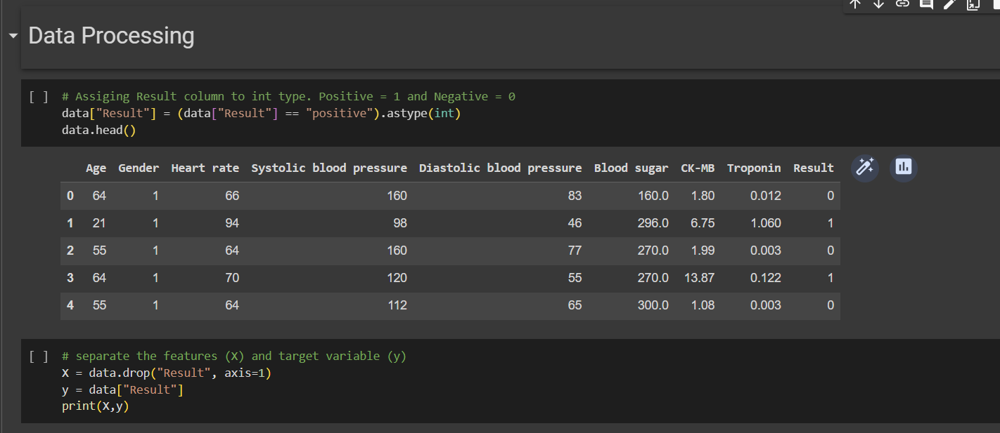 Data Processing
[ ] # Assiging Result column to int type. Positive = 1 and Negative = 0
data["Result"] = (data["Result"] == "positive").astype(int)
data.head()
Age Gender Heart rate Systolic blood pressure Diastolic blood pressure Blood sugar CK-MB Troponin Result
0 64 1 66 160 83 160.0 1.80 0.012 0
1 21 1 94 98 46 296.0 6.75 1.060 1
2 55 1 64 160 77 270.0 1.99 0.003 0
3 64 1 70 120 55 270.0 13.87 0.122 1
4 55 1 64 112 65 300.0 1.08 0.003 0
[ ] # separate the features (X) and target variable (y)
X = data.drop("Result", axis=1)
y = data["Result"]
print(X,y)